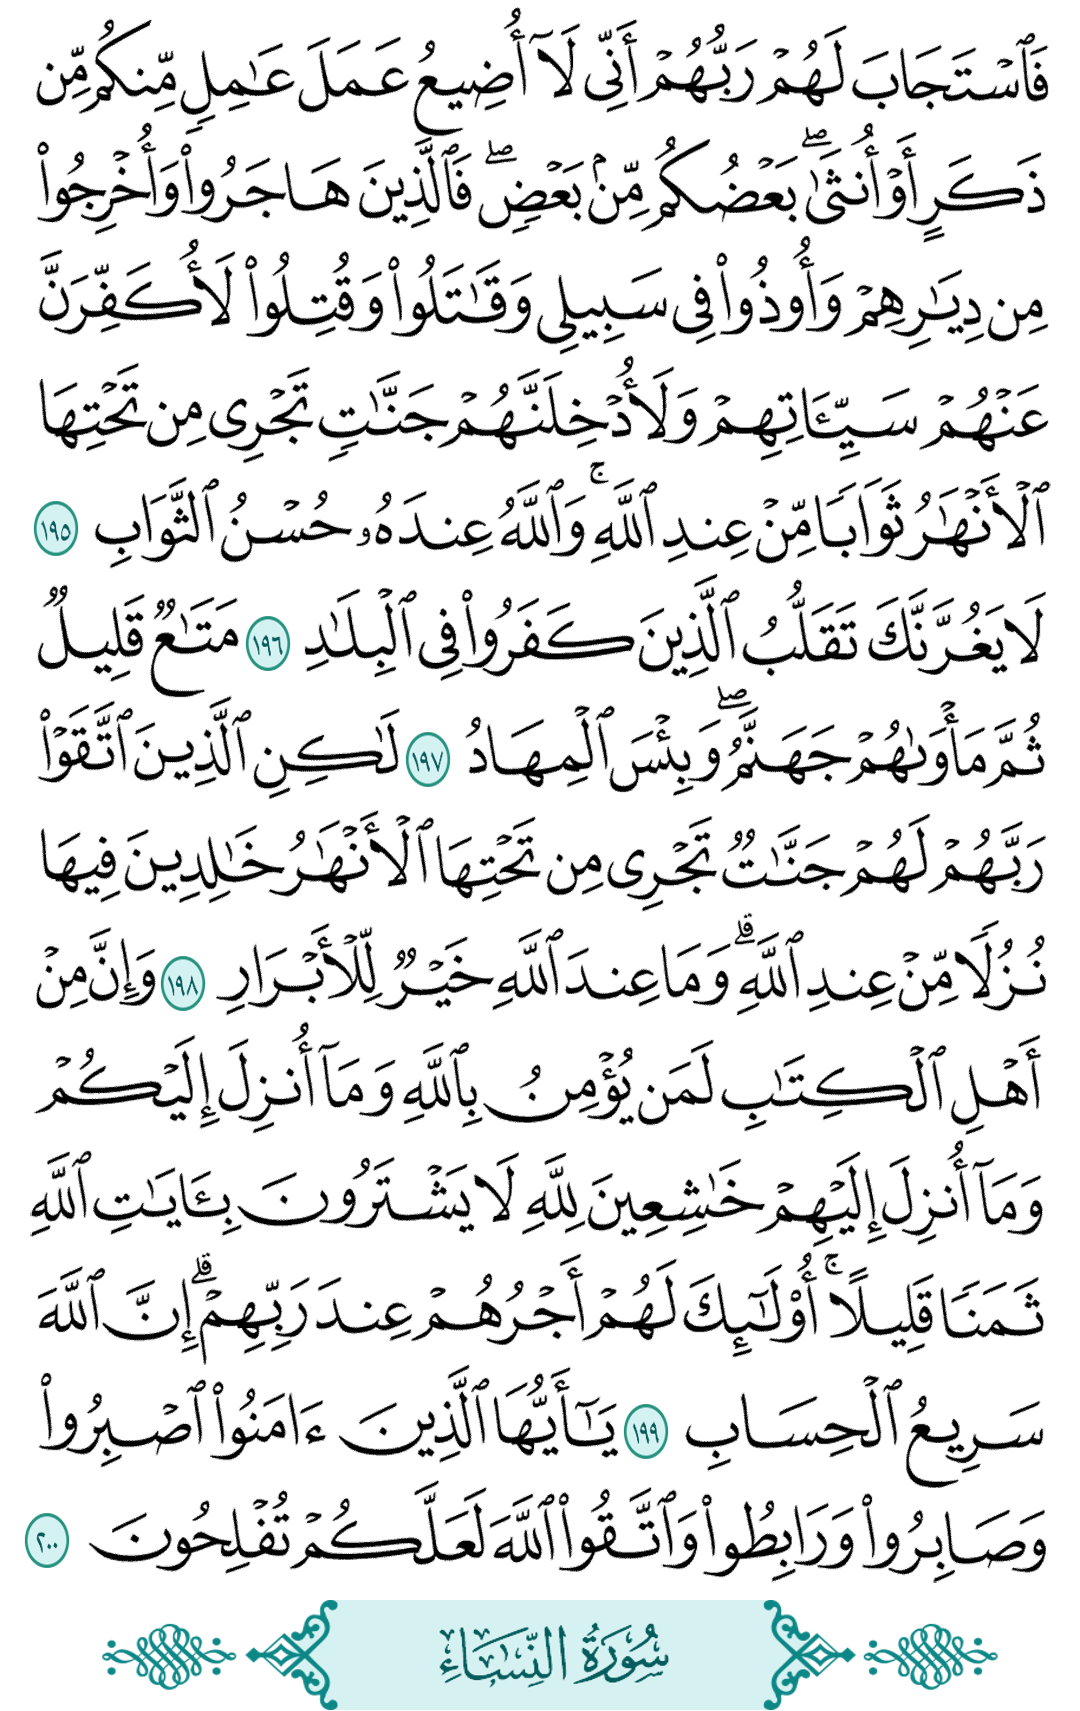 فَٱسْتَجَابَ لَهُمْ رَبُّهُمْ أَنِّى لَآ أُضِيعُ عَمَلَ عَـٰمِلٍ مِّنكُم مِّن
ذَكَرٍ أَوْ أُنثَىٰ ۖ بَعْضُكُم مِّنۢ بَعْضٍ ۖ فَٱلَّذِينَ هَاجَرُوا۟ وَأُخْرِجُوا۟
مِن دِيَـٰرِهِمْ وَأُوذُوا۟ فِى سَبِيلِى وَقَـٰتَلُوا۟ وَقُتِلُوا۟ لَأُكَفِّرَنَّ
عَنْهُمْ سَيِّـَٔاتِهِمْ وَلَأُدْخِلَنَّهُمْ جَنَّـٰتٍ تَجْرِى مِن تَحْتِهَا
ٱلْأَنْهَـٰرُ ثَوَابًا مِّنْ عِندِ ٱللَّهِ ۚ وَٱللَّهُ عِندَهُۥ حُسْنُ ٱلثَّوَابِ ١٩٥
لَا يَغُرَّنَّكَ تَقَلُّبُ ٱلَّذِينَ كَفَرُوا۟ فِى ٱلْبِلَـٰدِ ١٩٦ مَتَـٰعٌ قَلِيلٌ
ثُمَّ مَأْوَىٰهُمْ جَهَنَّمُ ۖ وَبِئْسَ ٱلْمِهَادُ ١٩٧ لَـٰكِنِ ٱلَّذِينَ ٱتَّقَوْا۟
رَبَّهُمْ لَهُمْ جَنَّـٰتٌ تَجْرِى مِن تَحْتِهَا ٱلْأَنْهَـٰرُ خَـٰلِدِينَ فِيهَا
نُزُلًا مِّنْ عِندِ ٱللَّهِ ۗ وَمَا عِندَ ٱللَّهِ خَيْرٌ لِّلْأَبْرَارِ ١٩٨ وَإِنَّ مِنْ
أَهْلِ ٱلْكِتَـٰبِ لَمَن يُؤْمِنُ بِٱللَّهِ وَمَآ أُنزِلَ إِلَيْكُمْ
وَمَآ أُنزِلَ إِلَيْهِمْ خَـٰشِعِينَ لِلَّهِ لَا يَشْتَرُونَ بِـَٔايَـٰتِ ٱللَّهِ
ثَمَنًا قَلِيلًا ۚ أُو۟لَـٰٓئِكَ لَهُمْ أَجْرُهُمْ عِندَ رَبِّهِمْ ۗ إِنَّ ٱللَّهَ
سَرِيعُ ٱلْحِسَابِ ١٩٩ يَـٰٓأَيُّهَا ٱلَّذِينَ ءَامَنُوا۟ ٱصْبِرُوا۟
وَصَابِرُوا۟ وَرَابِطُوا۟ وَٱتَّقُوا۟ ٱللَّهَ لَعَلَّكُمْ تُفْلِحُونَ ٢٠٠
سُورَةُ النِّسَاءِ